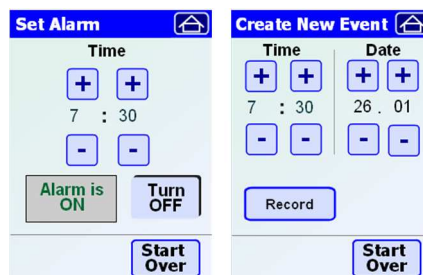 Set Alarm
Time
+ +
7 : 30
- -
Alarm is
ON
Turn
OFF
Start
Over
Create New Event
Time Date
+ + + +
7 : 30 26 . 01
- - - -
Record
Start
Over